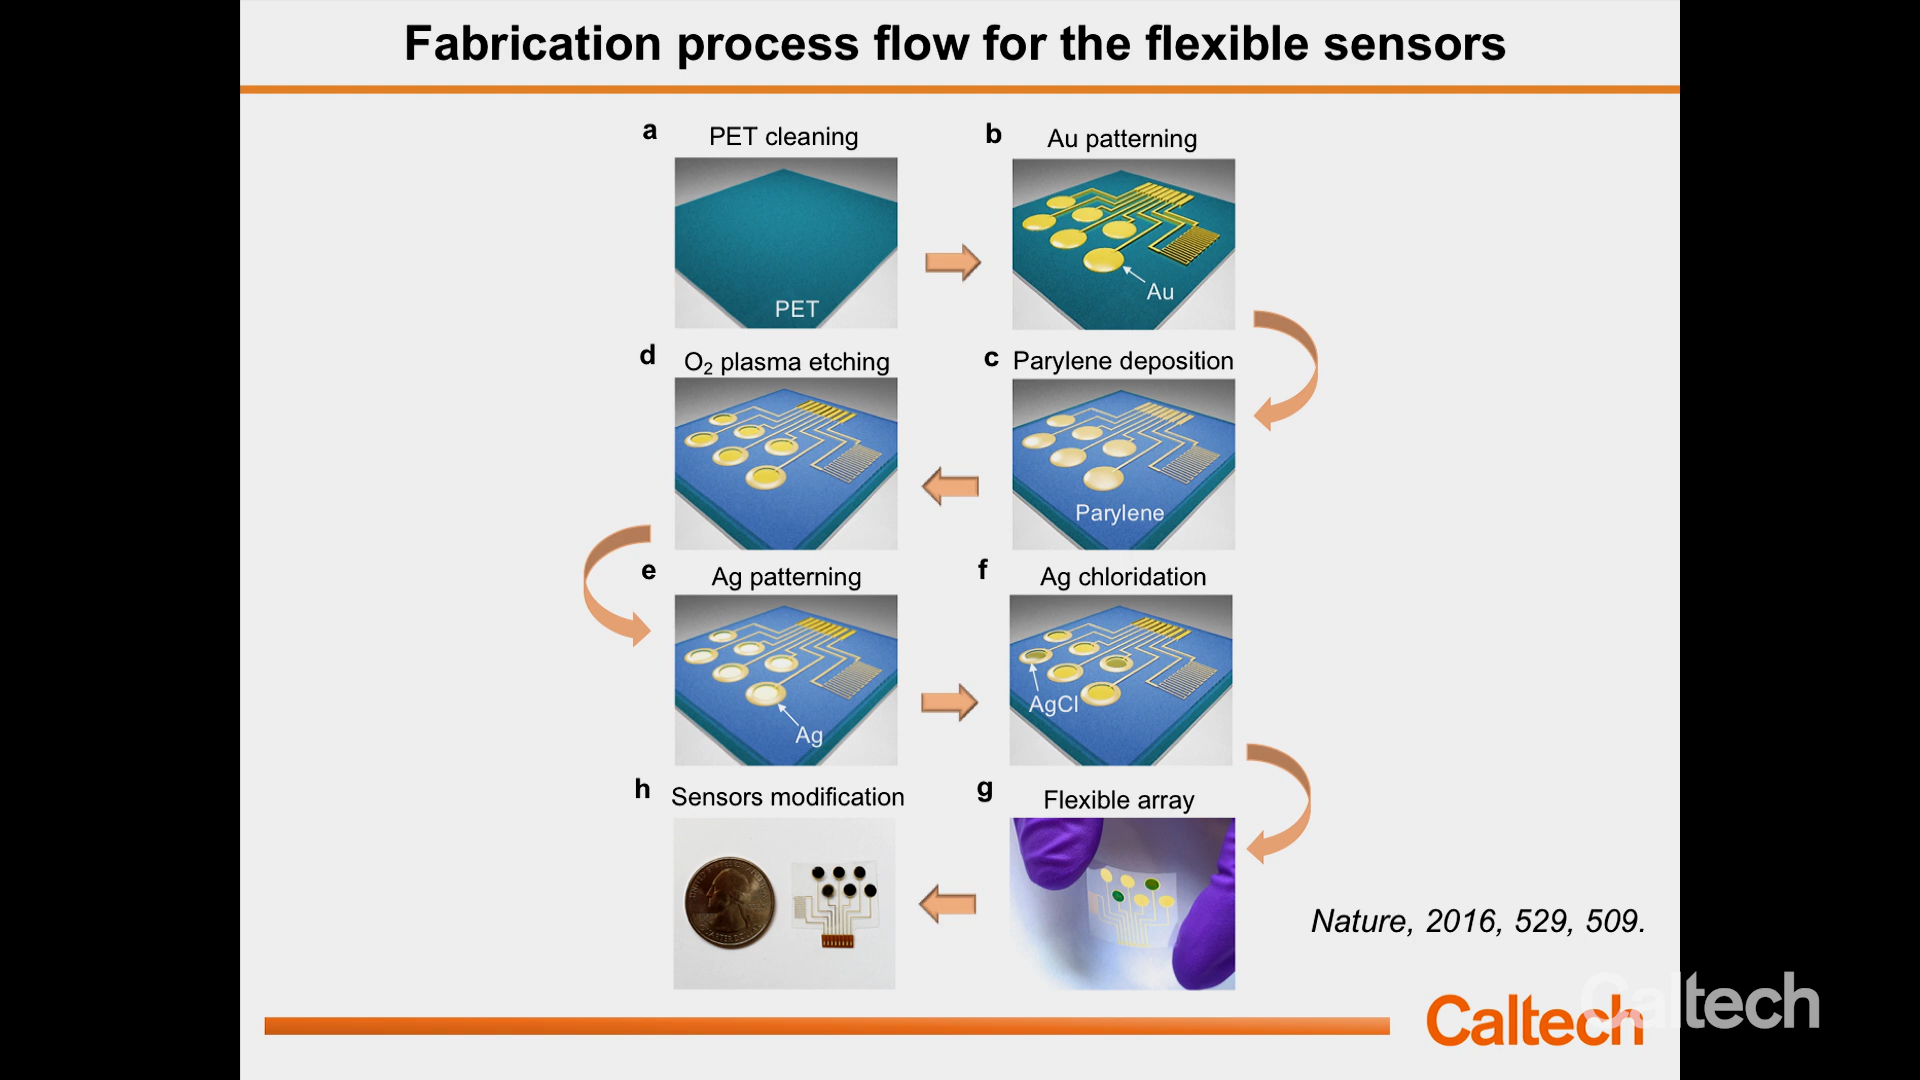 Fabrication process flow for the flexible sensors
a PET cleaning
PET
b Au patterning
Au
c Parylene deposition
Parylene
d O₂ plasma etching
e Ag patterning
Ag
f Ag chloridation
AgCl
g Flexible array
h Sensors modification
Nature, 2016, 529, 509.
Caltech
Caltech